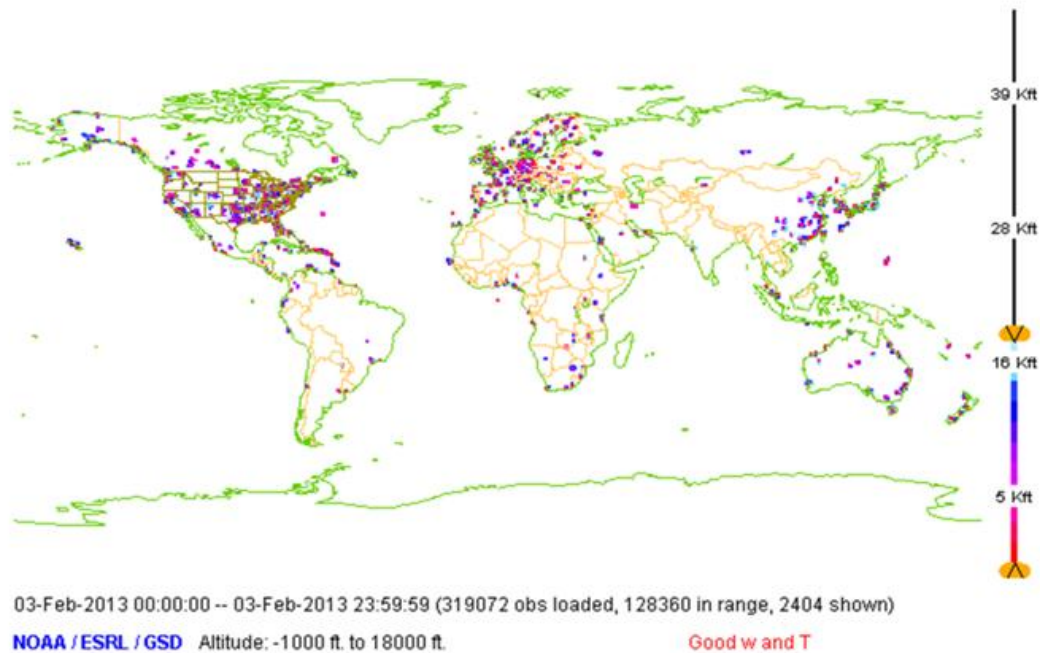 39 Kft
28 Kft
16 Kft
5 Kft
03-Feb-2013 00:00:00 -- 03-Feb-2013 23:59:59 (319072 obs loaded, 128360 in range, 2404 shown)
NOAA / ESRL / GSD Altitude: -1000 ft. to 18000 ft. Good w and T